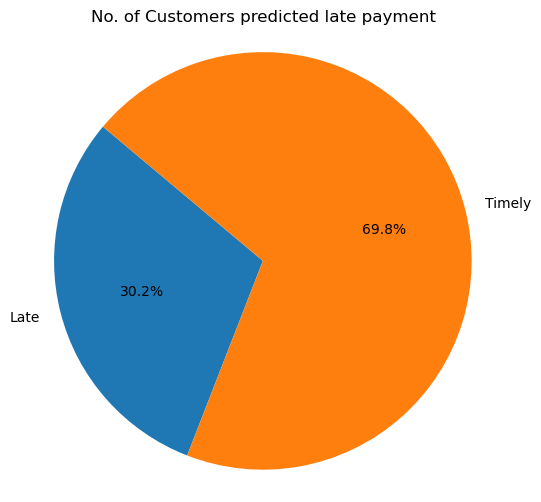 No. of Customers predicted late payment
Timely
69.8%
30.2%
Late